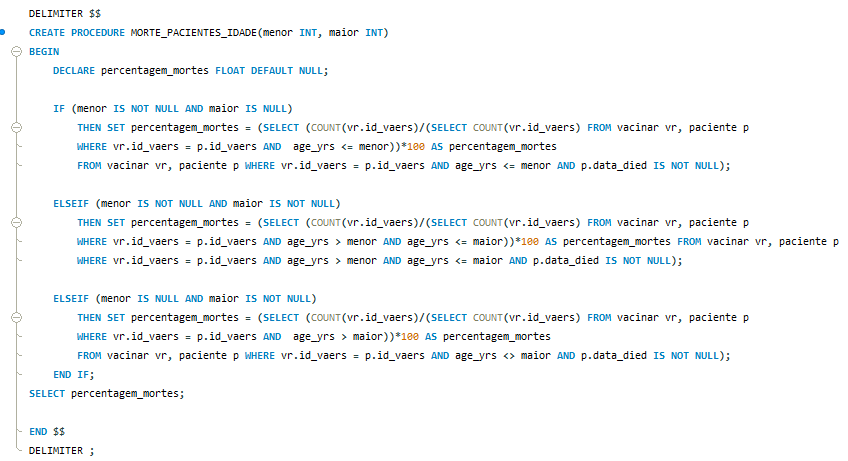 DELIMITER $$
CREATE PROCEDURE MORTE_PACIENTES_IDADE(menor INT, maior INT)
BEGIN
DECLARE percentagem_mortes FLOAT DEFAULT NULL;
IF (menor IS NOT NULL AND maior IS NULL)
THEN SET percentagem_mortes = (SELECT (COUNT(vr.id_vaers)/(SELECT COUNT(vr.id_vaers) FROM vacinar vr, paciente p
WHERE vr.id_vaers = p.id_vaers AND  age_yrs <= menor))*100 AS percentagem_mortes
FROM vacinar vr, paciente p WHERE vr.id_vaers = p.id_vaers AND age_yrs <= menor AND p.data_died IS NOT NULL);
ELSEIF (menor IS NOT NULL AND maior IS NOT NULL)
THEN SET percentagem_mortes = (SELECT (COUNT(vr.id_vaers)/(SELECT COUNT(vr.id_vaers) FROM vacinar vr, paciente p
WHERE vr.id_vaers = p.id_vaers AND age_yrs > menor AND age_yrs <= maior))*100 AS percentagem_mortes FROM vacinar vr, paciente p
WHERE vr.id_vaers = p.id_vaers AND age_yrs > menor AND age_yrs <= maior AND p.data_died IS NOT NULL);
ELSEIF (menor IS NULL AND maior IS NOT NULL)
THEN SET percentagem_mortes = (SELECT (COUNT(vr.id_vaers)/(SELECT COUNT(vr.id_vaers) FROM vacinar vr, paciente p
WHERE vr.id_vaers = p.id_vaers AND  age_yrs > maior))*100 AS percentagem_mortes
FROM vacinar vr, paciente p WHERE vr.id_vaers = p.id_vaers AND age_yrs <> maior AND p.data_died IS NOT NULL);
END IF;
SELECT percentagem_mortes;
END $$
DELIMITER ;